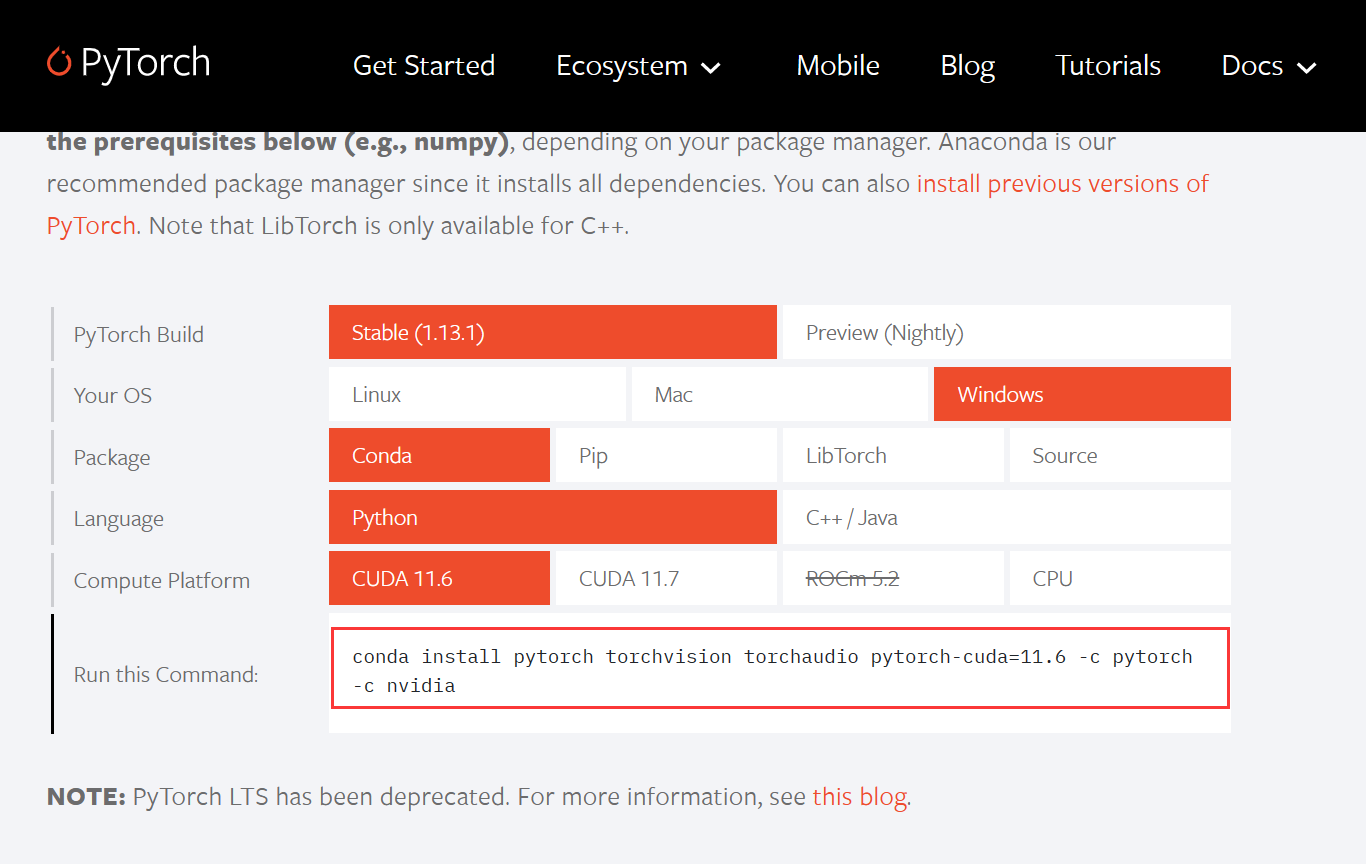 PyTorch Get Started Ecosystem Mobile Blog Tutorials Docs
the prerequisites below (e.g., numpy), depending on your package manager. Anaconda is our
recommended package manager since it installs all dependencies. You can also install previous versions of
PyTorch. Note that LibTorch is only available for C++.
PyTorch Build Stable (1.13.1) Preview (Nightly)
Your OS Linux Mac Windows
Package Conda Pip LibTorch Source
Language Python C++ / Java
Compute Platform CUDA 11.6 CUDA 11.7 ROCm 5.2 CPU
Run this Command: conda install pytorch torchvision torchaudio pytorch-cuda=11.6 -c pytorch
-c nvidia
NOTE: PyTorch LTS has been deprecated. For more information, see this blog.